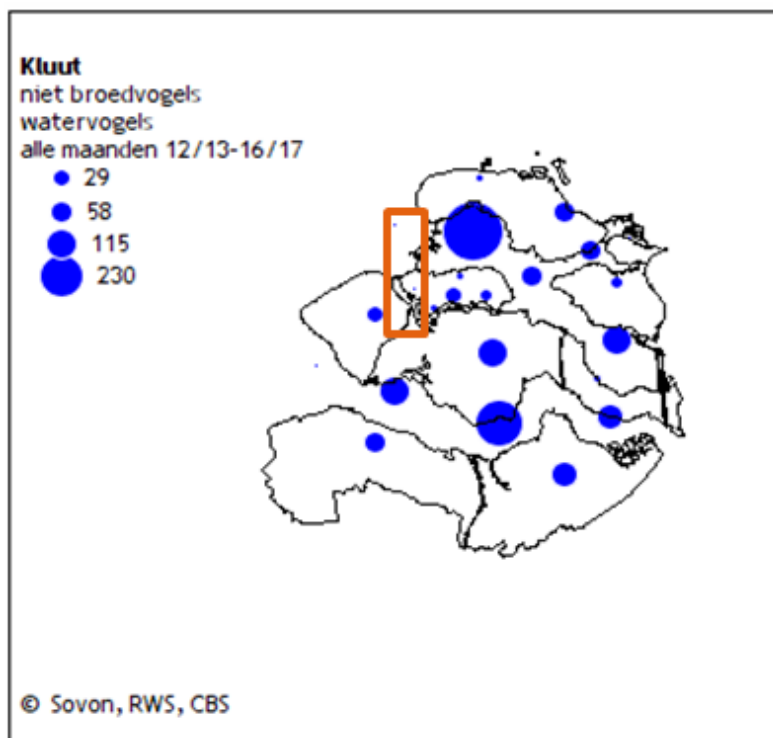 Kluut
niet broedvogels
watervogels
alle maanden 12/13-16/17
29
58
115
230
© Sovon, RWS, CBS